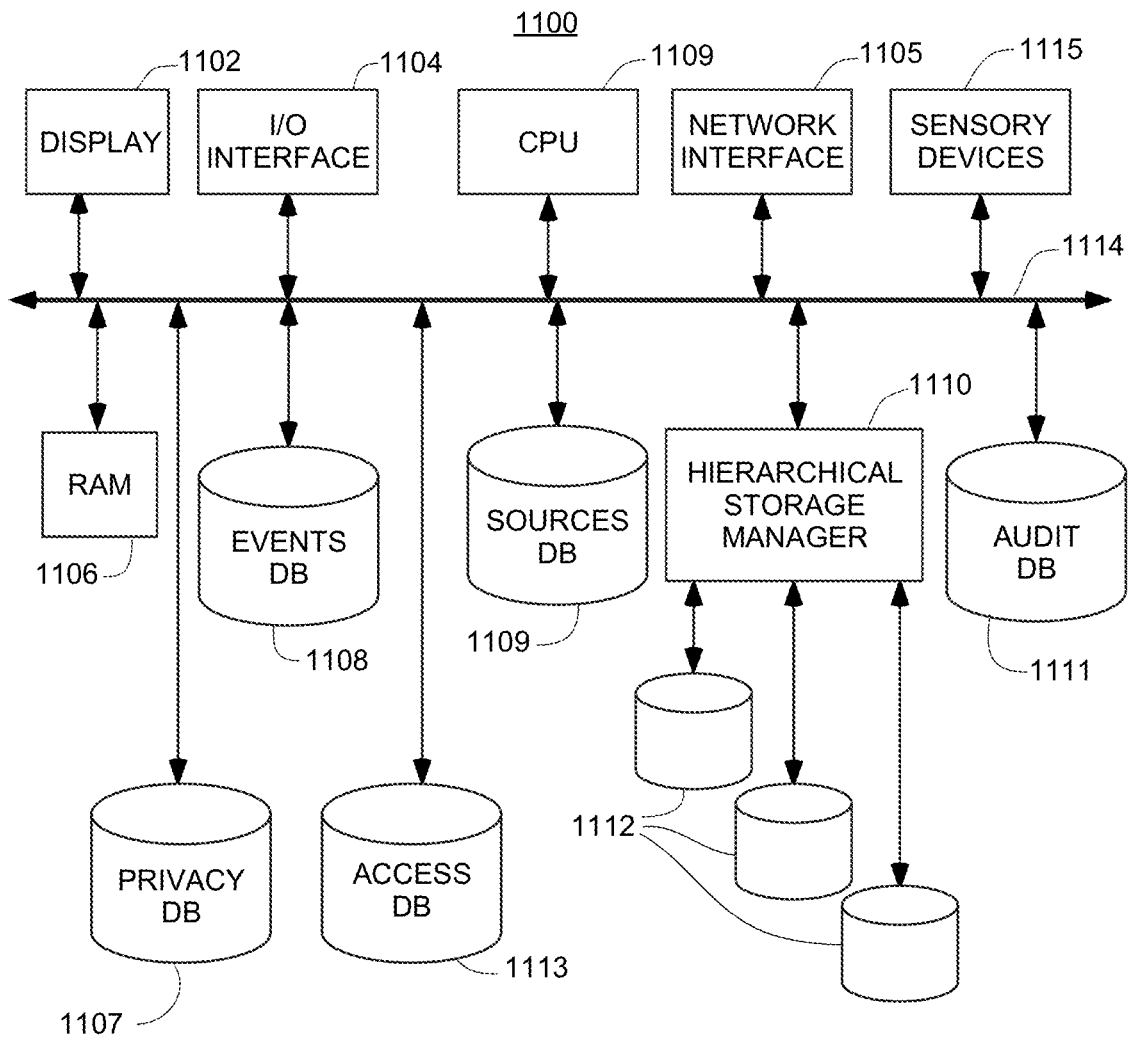 1100
1102
1104
1109
1105
1115
DISPLAY
I/O
INTERFACE
CPU
NETWORK
INTERFACE
SENSORY
DEVICES
1114
1110
RAM
1106
EVENTS
DB
1108
SOURCES
DB
1109
HIERARCHICAL
STORAGE
MANAGER
AUDIT
DB
1111
1112
PRIVACY
DB
1107
ACCESS
DB
1113